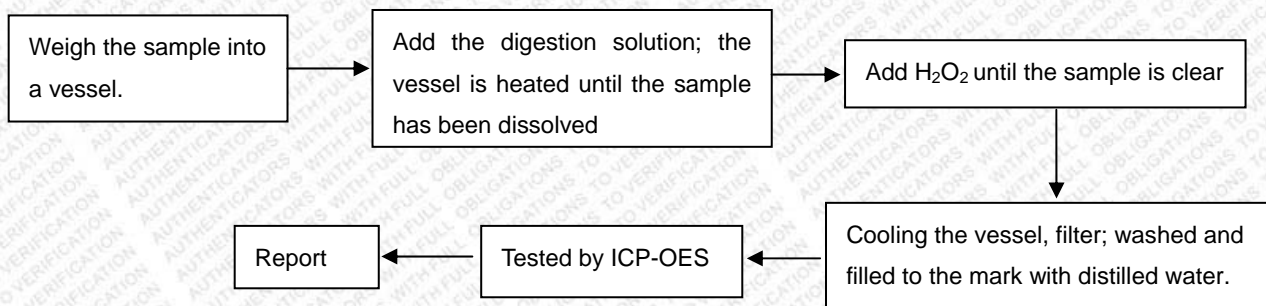 Weigh the sample into
a vessel.
Add the digestion solution; the
vessel is heated until the sample
has been dissolved
Add H₂O₂ until the sample is clear
Cooling the vessel, filter; washed and
filled to the mark with distilled water.
Tested by ICP-OES
Report